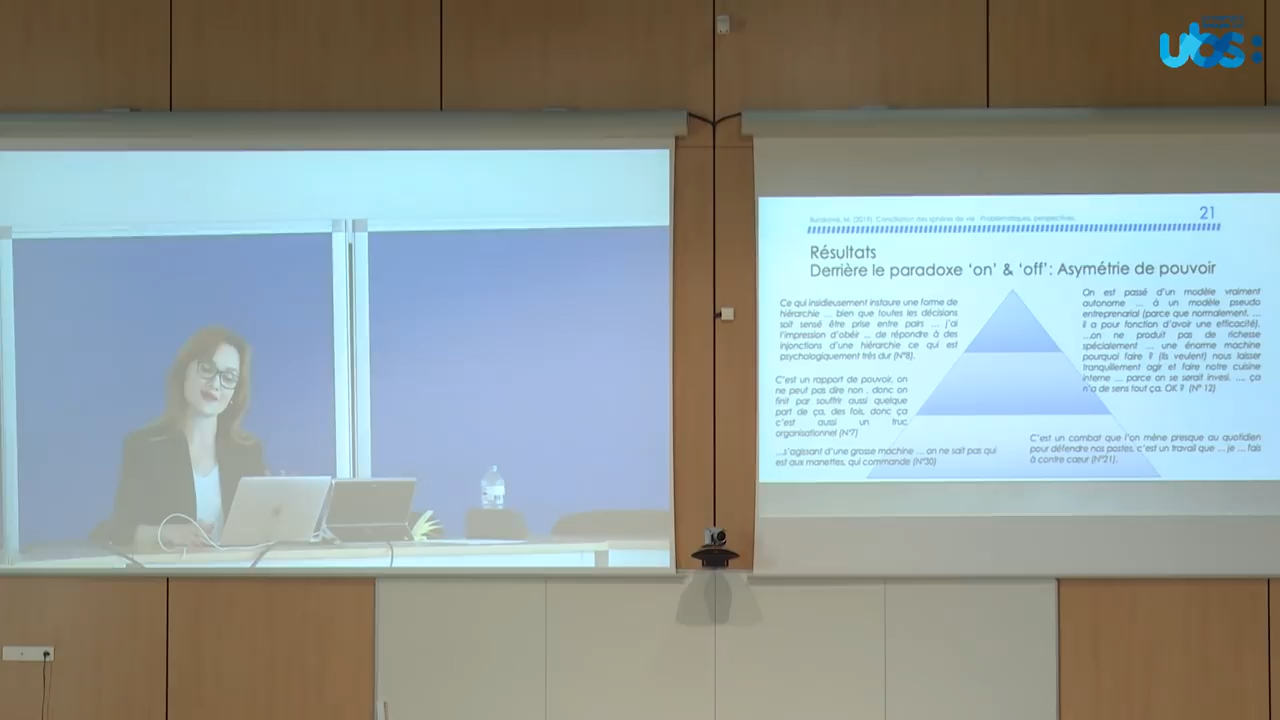 ubs:
21
(2019). Conciliation des sphères de vie : Problématiques, perspectives.
Résultats
Derrière le paradoxe 'on' & 'off': Asymétrie de pouvoir
Ce qui insidieusement instaure une forme de
hiérarchie ... bien que toutes les décisions
soit sensé être prise entre pairs ... j'ai
l'impression d'obéir ... de répondre à des
injonctions d'une hiérarchie ce qui est
psychologiquement très dur (N°8).
C'est un rapport de pouvoir, on
ne peut pas dire non . donc on
finit par souffrir aussi quelque
part de ça, des fois, donc ça
c'est aussi un truc
organisationnel (N°7)
...s'agissant d'une grosse machine ... on ne sait pas qui
est aux manettes, qui commande (N°30)
On est passé d'un modèle vraiment
autonome ... à un modèle pseudo
entreprenarial (parce que normalement, ...
il a pour fonction d'avoir une efficacité).
...on ne produit pas de richesse
spécialement ... une énorme machine
pourquoi faire ? (Ils veulent) nous laisser
tranquillement agir et faire notre cuisine
interne ... parce on se serait investi. .... ça
n'a de sens tout ça. OK ? (N° 12)
C'est un combat que l'on mène presque au quotidien
pour défendre nos postes, c'est un travail que ... je ... fais
à contre cœur (N°21).